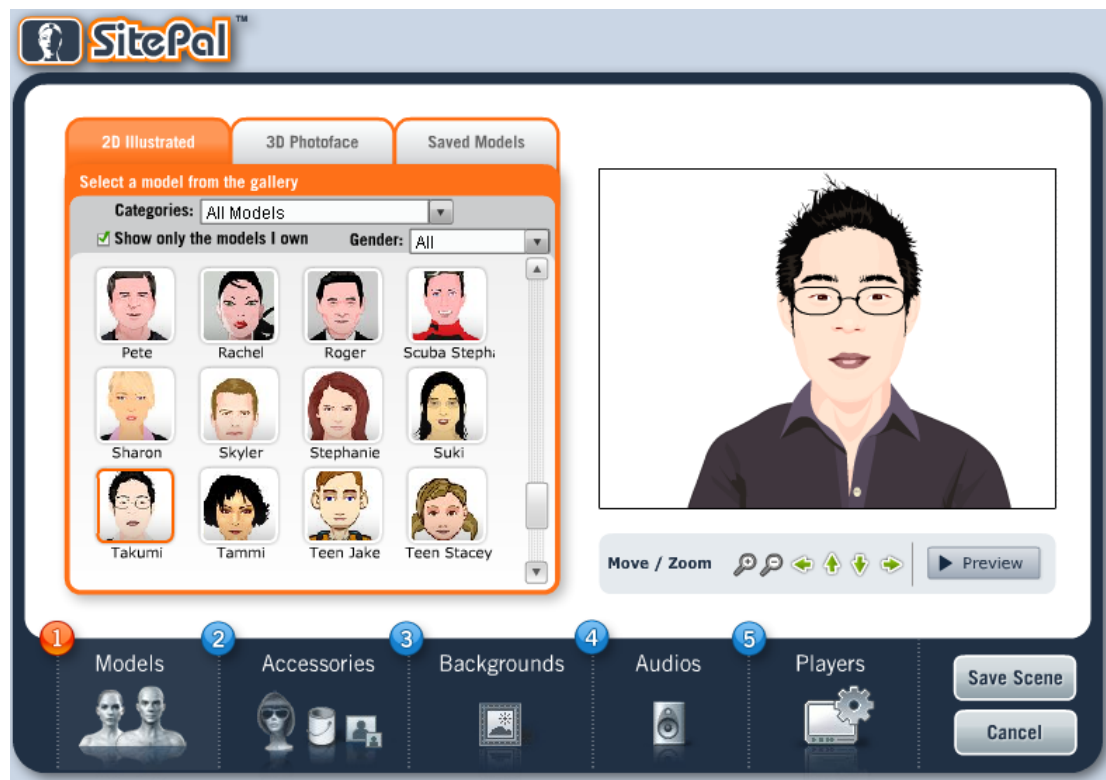 SitePal™
2D Illustrated
3D Photoface
Saved Models
Select a model from the gallery
Categories: All Models
Show only the models I own
Gender: All
Pete
Rachel
Roger
Scuba Steph
Sharon
Skyler
Stephanie
Suki
Takumi
Tammi
Teen Jake
Teen Stacey
Move / Zoom
Preview
1
Models
2
Accessories
3
Backgrounds
4
Audios
5
Players
Save Scene
Cancel